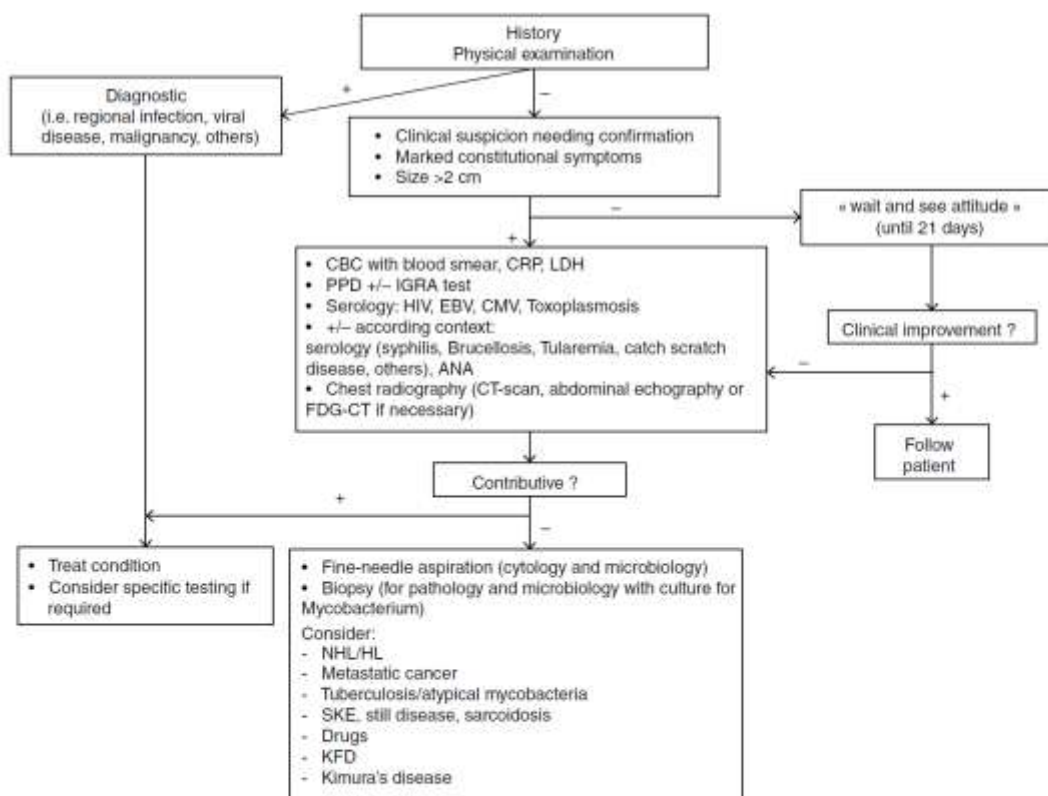 History
Physical examination
+
–
Diagnostic
(i.e. regional infection, viral
disease, malignancy, others)
• Clinical suspicion needing confirmation
• Marked constitutional symptoms
• Size >2 cm
–
« wait and see attitude »
(until 21 days)
+
• CBC with blood smear, CRP, LDH
• PPD +/– IGRA test
• Serology: HIV, EBV, CMV, Toxoplasmosis
• +/– according context:
serology (syphilis, Brucellosis, Tularemia, catch scratch
disease, others), ANA
• Chest radiography (CT-scan, abdominal echography or
FDG-CT if necessary)
Clinical improvement ?
–
+
Follow
patient
Contributive ?
+
–
• Treat condition
• Consider specific testing if
required
• Fine-needle aspiration (cytology and microbiology)
• Biopsy (for pathology and microbiology with culture for
Mycobacterium)
Consider:
- NHL/HL
- Metastatic cancer
- Tuberculosis/atypical mycobacteria
- SKE, still disease, sarcoidosis
- Drugs
- KFD
- Kimura's disease